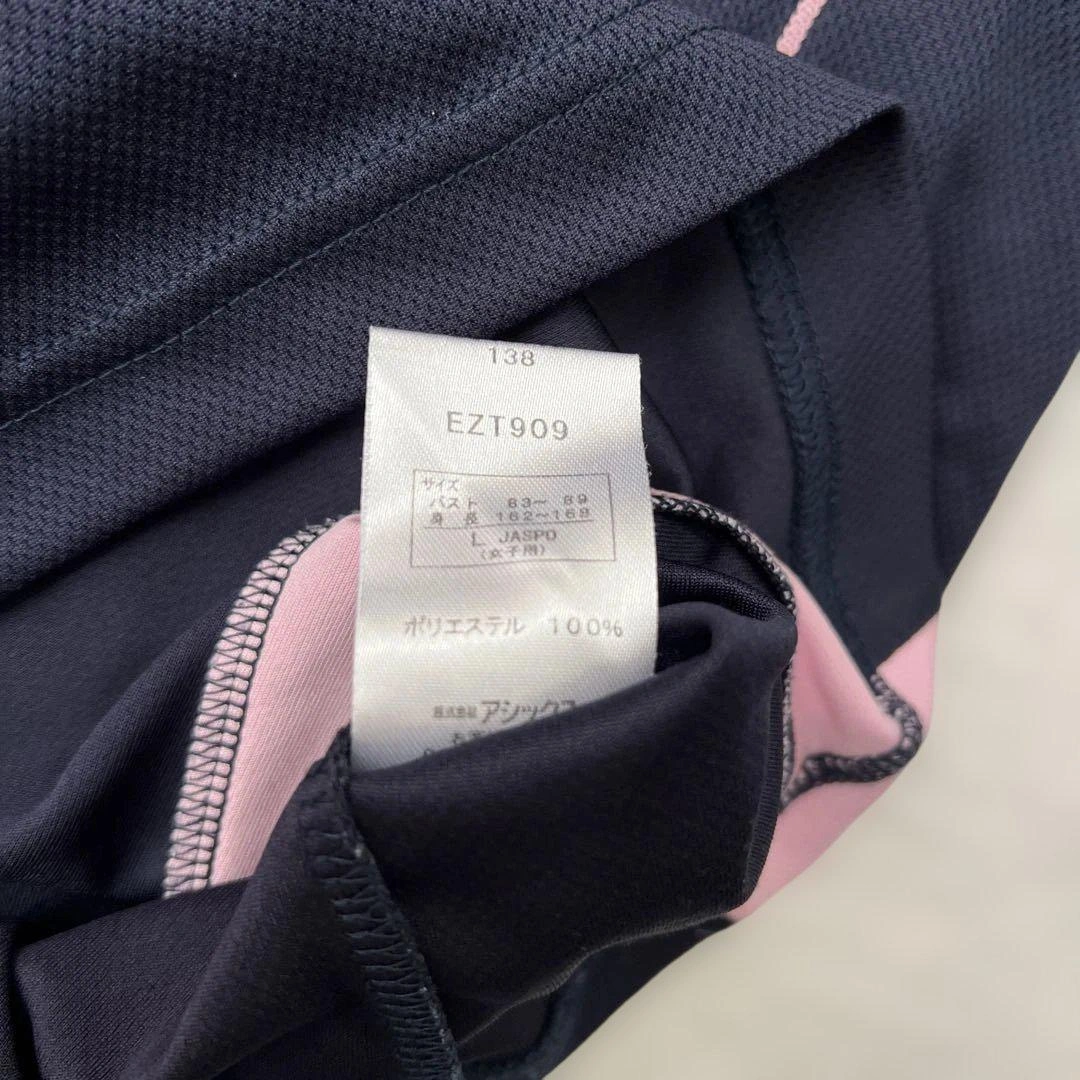 138
EZT909
サイズ
バスト 83～89
身 長 162～168
L JASPO
(女子用)
ポリエステル 100%
株式会社 アシックス